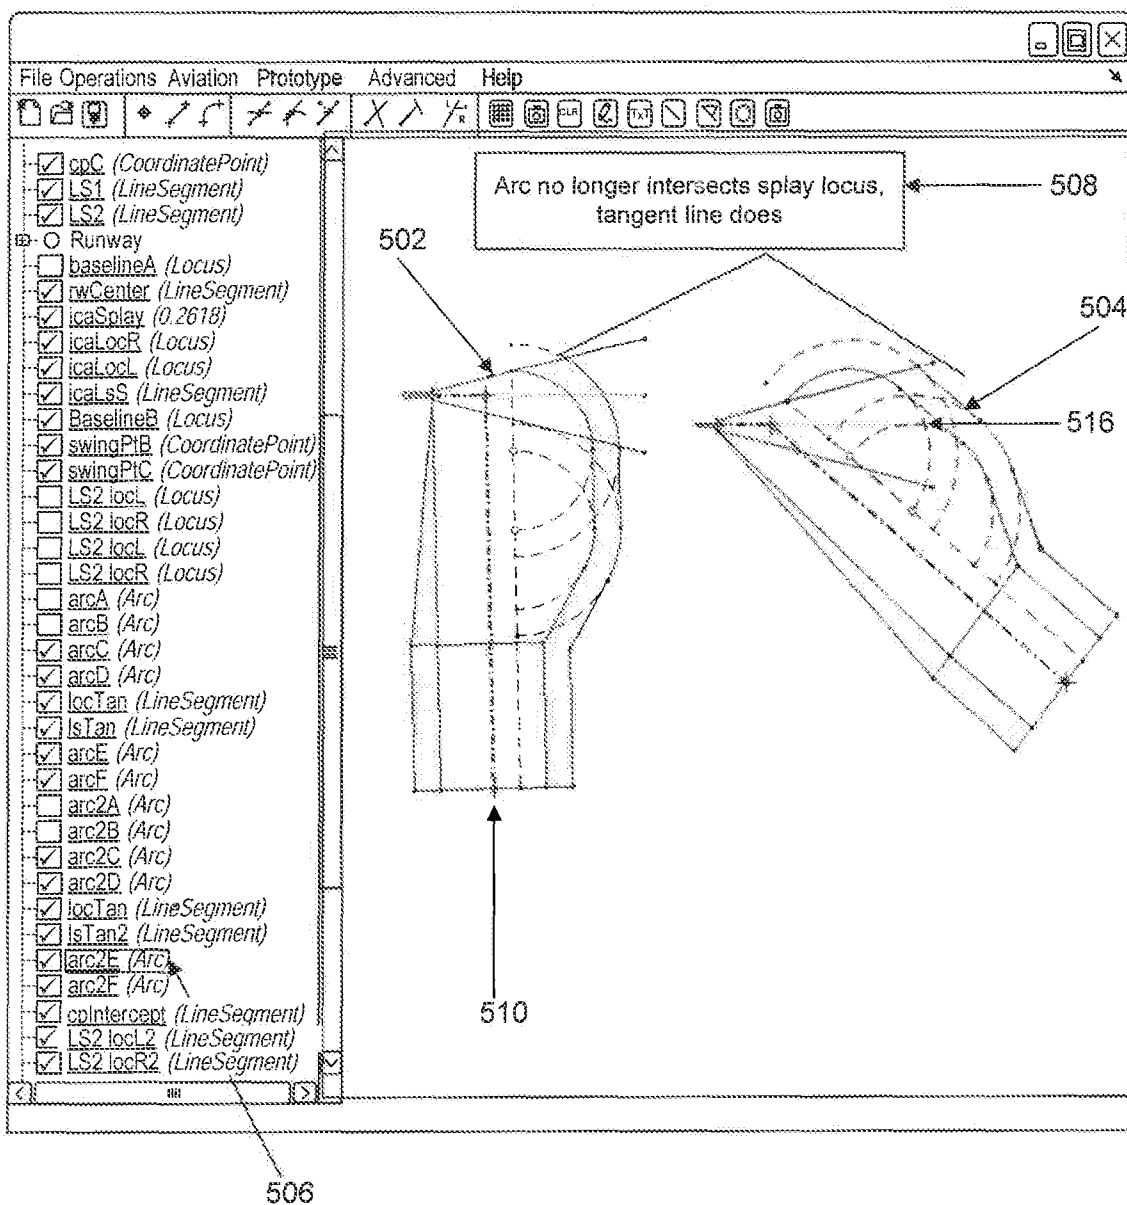 File Operations Aviation Prototype Advanced Help
CLR TxT R
cpC (CoordinatePoint)
LS1 (LineSegment)
LS2 (LineSegment)
Runway
baselineA (Locus)
rwCenter (LineSegment)
icaSplay (0.2618)
icaLocR (Locus)
icaLocL (Locus)
icaLsS (LineSegment)
BaselineB (Locus)
swingPtB (CoordinatePoint)
swingPtC (CoordinatePoint)
LS2 locL (Locus)
LS2 locR (Locus)
LS2 locL (Locus)
LS2 locR (Locus)
arcA (Arc)
arcB (Arc)
arcC (Arc)
arcD (Arc)
locTan (LineSegment)
lsTan (LineSegment)
arcE (Arc)
arcF (Arc)
arc2A (Arc)
arc2B (Arc)
arc2C (Arc)
arc2D (Arc)
locTan (LineSegment)
lsTan2 (LineSegment)
arc2E (Arc)
arc2F (Arc)
cpIntercept (LineSegment)
LS2 locL2 (LineSegment)
LS2 locR2 (LineSegment)
Arc no longer intersects splay locus,
tangent line does
508
502
504
516
510
506